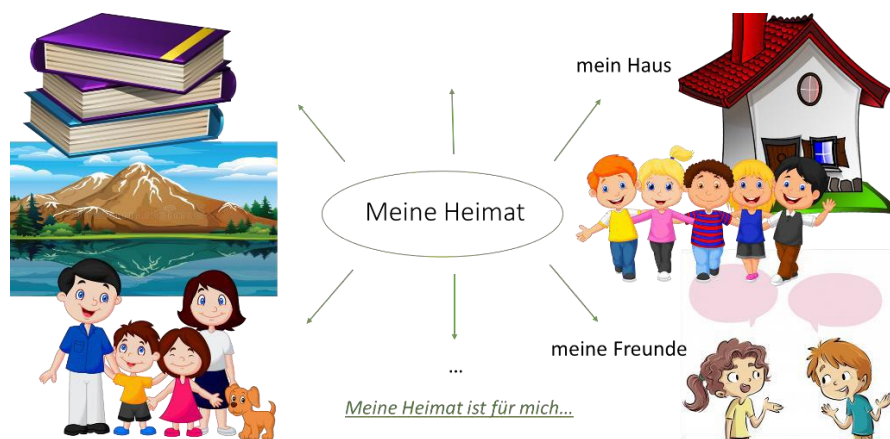 mein Haus
Meine Heimat
meine Freunde
…
Meine Heimat ist für mich…